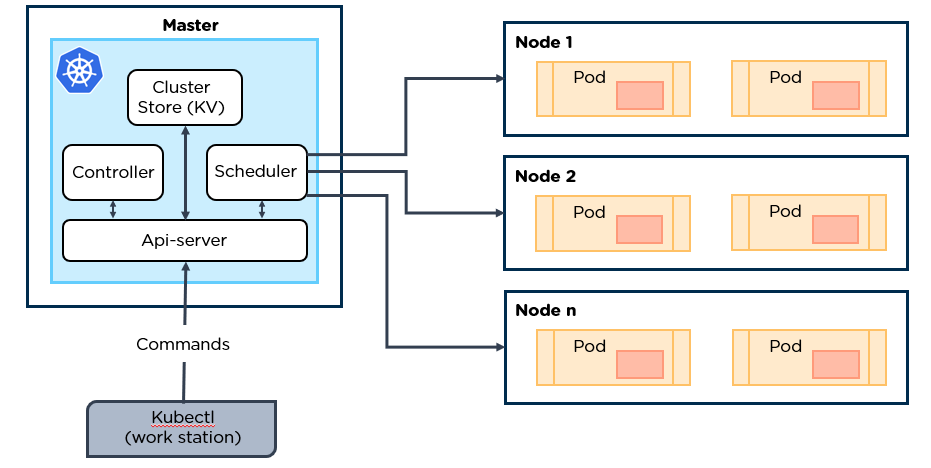 Master
Cluster
Store (KV)
Controller
Scheduler
Api-server
Commands
Kubectl
(work station)
Node 1
Pod
Pod
Node 2
Pod
Pod
Node n
Pod
Pod